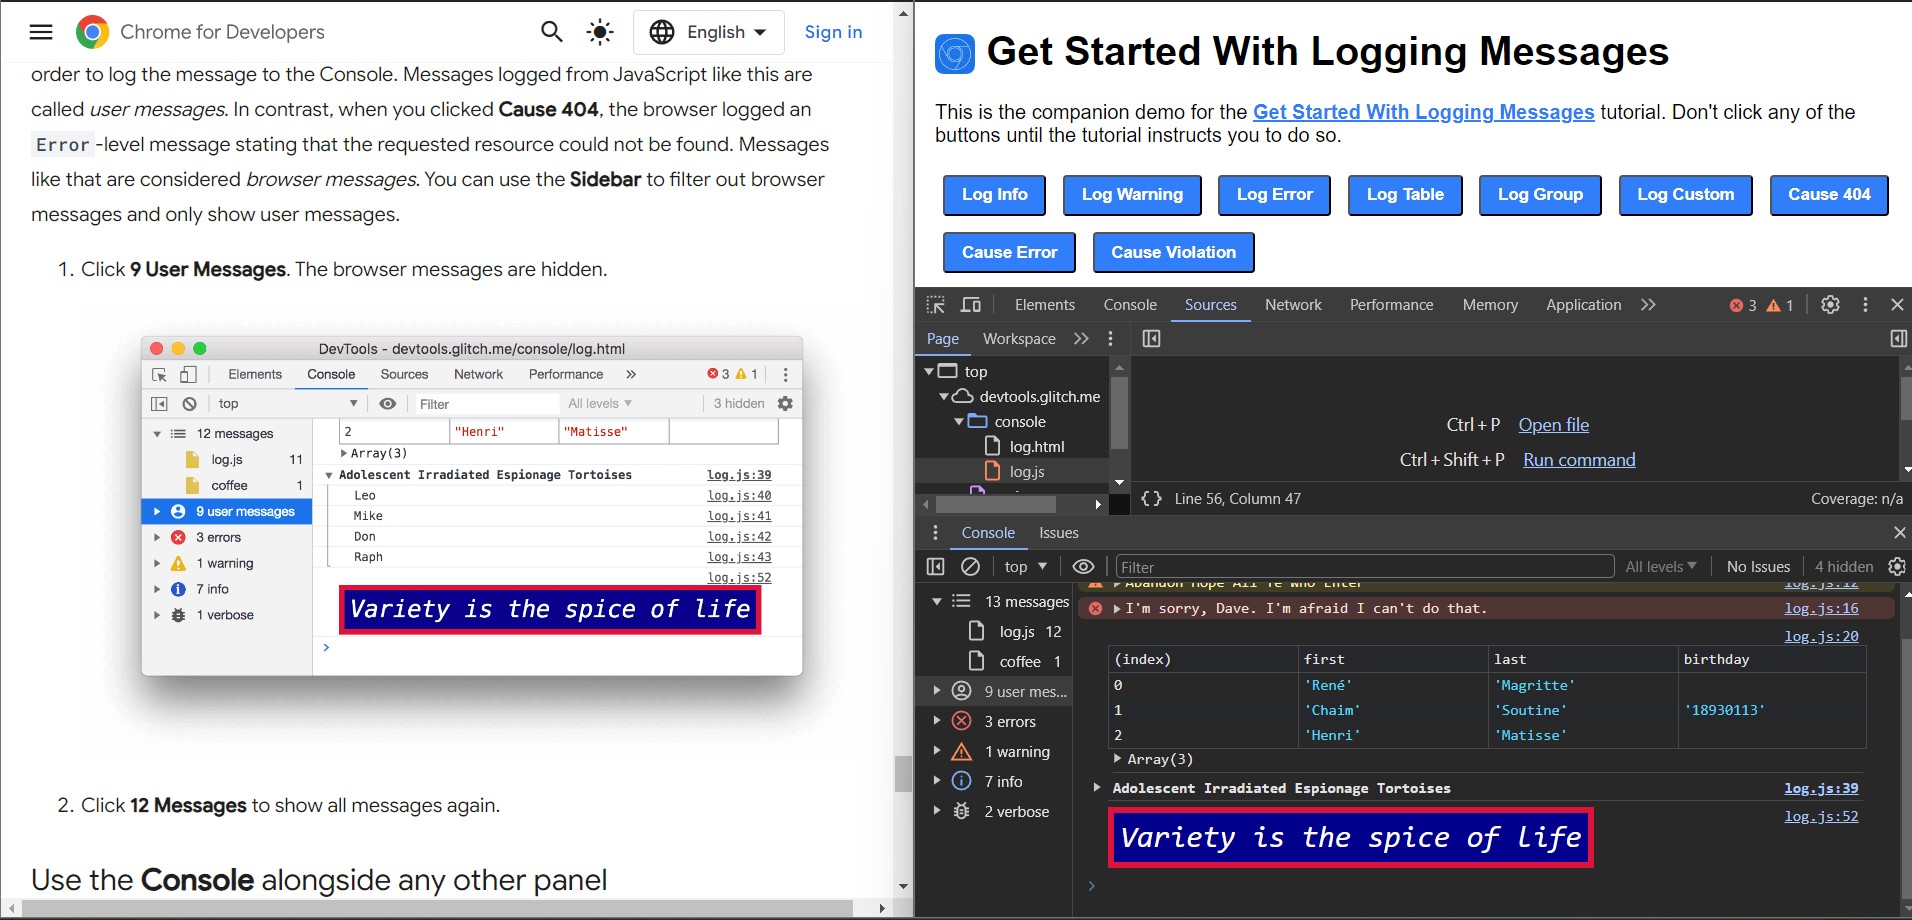 Chrome for Developers
English
Sign in
order to log the message to the Console. Messages logged from JavaScript like this are
called user messages. In contrast, when you clicked Cause 404, the browser logged an
Error-level message stating that the requested resource could not be found. Messages
like that are considered browser messages. You can use the Sidebar to filter out browser
messages and only show user messages.
1. Click 9 User Messages. The browser messages are hidden.
DevTools - devtools.glitch.me/console/log.html
Elements Console Sources Network Performance » 3 1
top Filter All levels 3 hidden
12 messages
log.js 11
coffee 1
9 user messages
3 errors
1 warning
7 info
1 verbose
2 "Henri" "Matisse"
Array(3)
Adolescent Irradiated Espionage Tortoises log.js:39
Leo log.js:40
Mike log.js:41
Don log.js:42
Raph log.js:43
log.js:52
Variety is the spice of life
2. Click 12 Messages to show all messages again.
Use the Console alongside any other panel
Get Started With Logging Messages
This is the companion demo for the Get Started With Logging Messages tutorial. Don't click any of the
buttons until the tutorial instructs you to do so.
Log Info Log Warning Log Error Log Table Log Group Log Custom Cause 404
Cause Error Cause Violation
Elements Console Sources Network Performance Memory Application » 3 1
Page Workspace »
top
devtools.glitch.me
console
log.html
log.js
Ctrl + P Open file
Ctrl + Shift + P Run command
{} Line 56, Column 47 Coverage: n/a
Console Issues
top Filter All levels No Issues 4 hidden
13 messages
log.js 12
coffee 1
9 user mes...
3 errors
1 warning
7 info
2 verbose
Abandon Hope All Ye Who Enter log.js:12
I'm sorry, Dave. I'm afraid I can't do that. log.js:16
log.js:20
(index) first last birthday
0 'René' 'Magritte'
1 'Chaim' 'Soutine' '18930113'
2 'Henri' 'Matisse'
Array(3)
Adolescent Irradiated Espionage Tortoises log.js:39
Variety is the spice of life log.js:52